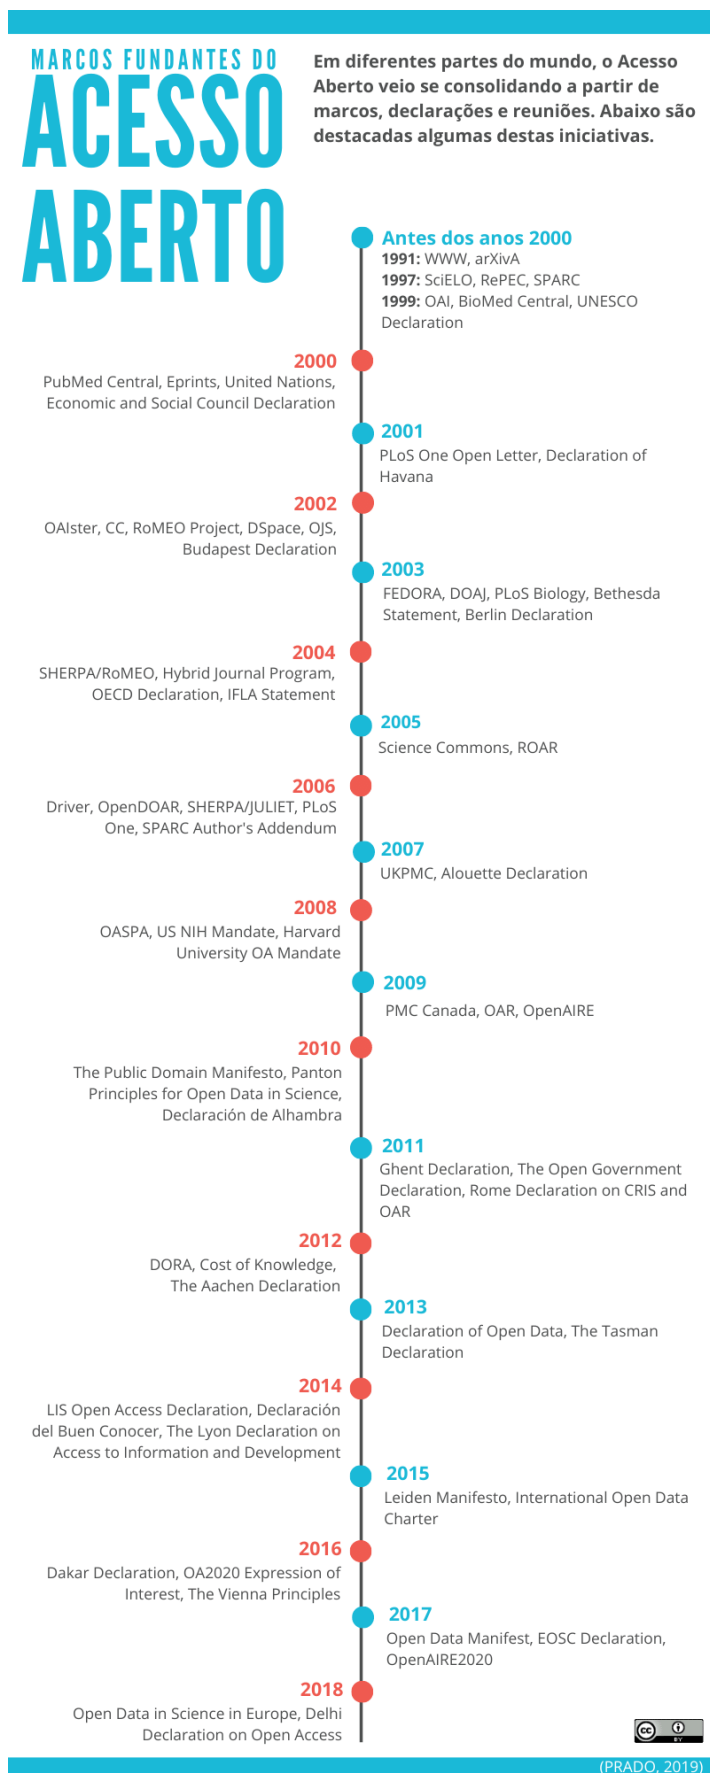 MARCOS FUNDANTES DO
ACESSO
ABERTO
Em diferentes partes do mundo, o Acesso
Aberto veio se consolidando a partir de
marcos, declarações e reuniões. Abaixo são
destacadas algumas destas iniciativas.
Antes dos anos 2000
1991: WWW, arXivA
1997: SciELO, RePEC, SPARC
1999: OAI, BioMed Central, UNESCO
Declaration
2000
PubMed Central, Eprints, United Nations,
Economic and Social Council Declaration
2001
PLoS One Open Letter, Declaration of
Havana
2002
OAIster, CC, RoMEO Project, DSpace, OJS,
Budapest Declaration
2003
FEDORA, DOAJ, PLoS Biology, Bethesda
Statement, Berlin Declaration
2004
SHERPA/RoMEO, Hybrid Journal Program,
OECD Declaration, IFLA Statement
2005
Science Commons, ROAR
2006
Driver, OpenDOAR, SHERPA/JULIET, PLoS
One, SPARC Author's Addendum
2007
UKPMC, Alouette Declaration
2008
OASPA, US NIH Mandate, Harvard
University OA Mandate
2009
PMC Canada, OAR, OpenAIRE
2010
The Public Domain Manifesto, Panton
Principles for Open Data in Science,
Declaración de Alhambra
2011
Ghent Declaration, The Open Government
Declaration, Rome Declaration on CRIS and
OAR
2012
DORA, Cost of Knowledge,
The Aachen Declaration
2013
Declaration of Open Data, The Tasman
Declaration
2014
LIS Open Access Declaration, Declaración
del Buen Conocer, The Lyon Declaration on
Access to Information and Development
2015
Leiden Manifesto, International Open Data
Charter
2016
Dakar Declaration, OA2020 Expression of
Interest, The Vienna Principles
2017
Open Data Manifest, EOSC Declaration,
OpenAIRE2020
2018
Open Data in Science in Europe, Delhi
Declaration on Open Access
cc
BY
(PRADO, 2019)